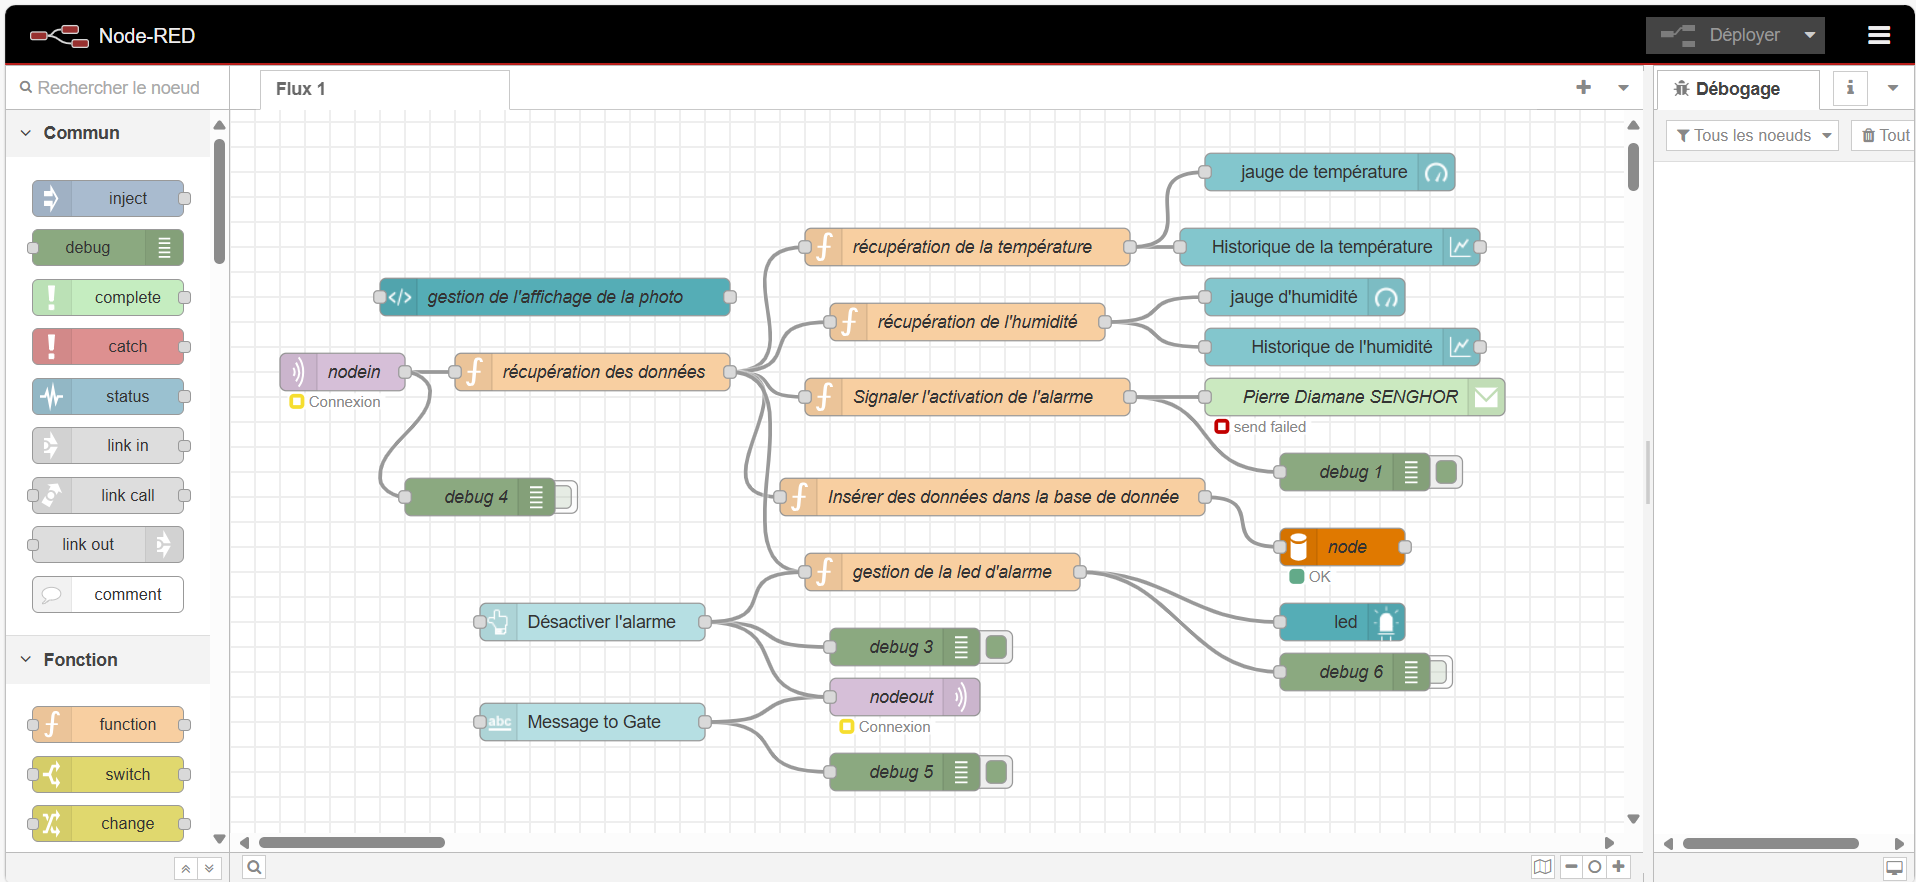 Node-RED
Déployer
Rechercher le noeud
Flux 1
Débogage
i
Tous les noeuds
Tout
Commun
inject
debug
complete
catch
status
link in
link call
link out
comment
Fonction
function
switch
change
jauge de température
récupération de la température
Historique de la température
gestion de l'affichage de la photo
jauge d'humidité
récupération de l'humidité
Historique de l'humidité
nodein
Connexion
récupération des données
Signaler l'activation de l'alarme
Pierre Diamane SENGHOR
send failed
debug 1
debug 4
Insérer des données dans la base de donnée
node
OK
gestion de la led d'alarme
Désactiver l'alarme
led
debug 3
debug 6
nodeout
Connexion
abc
Message to Gate
debug 5